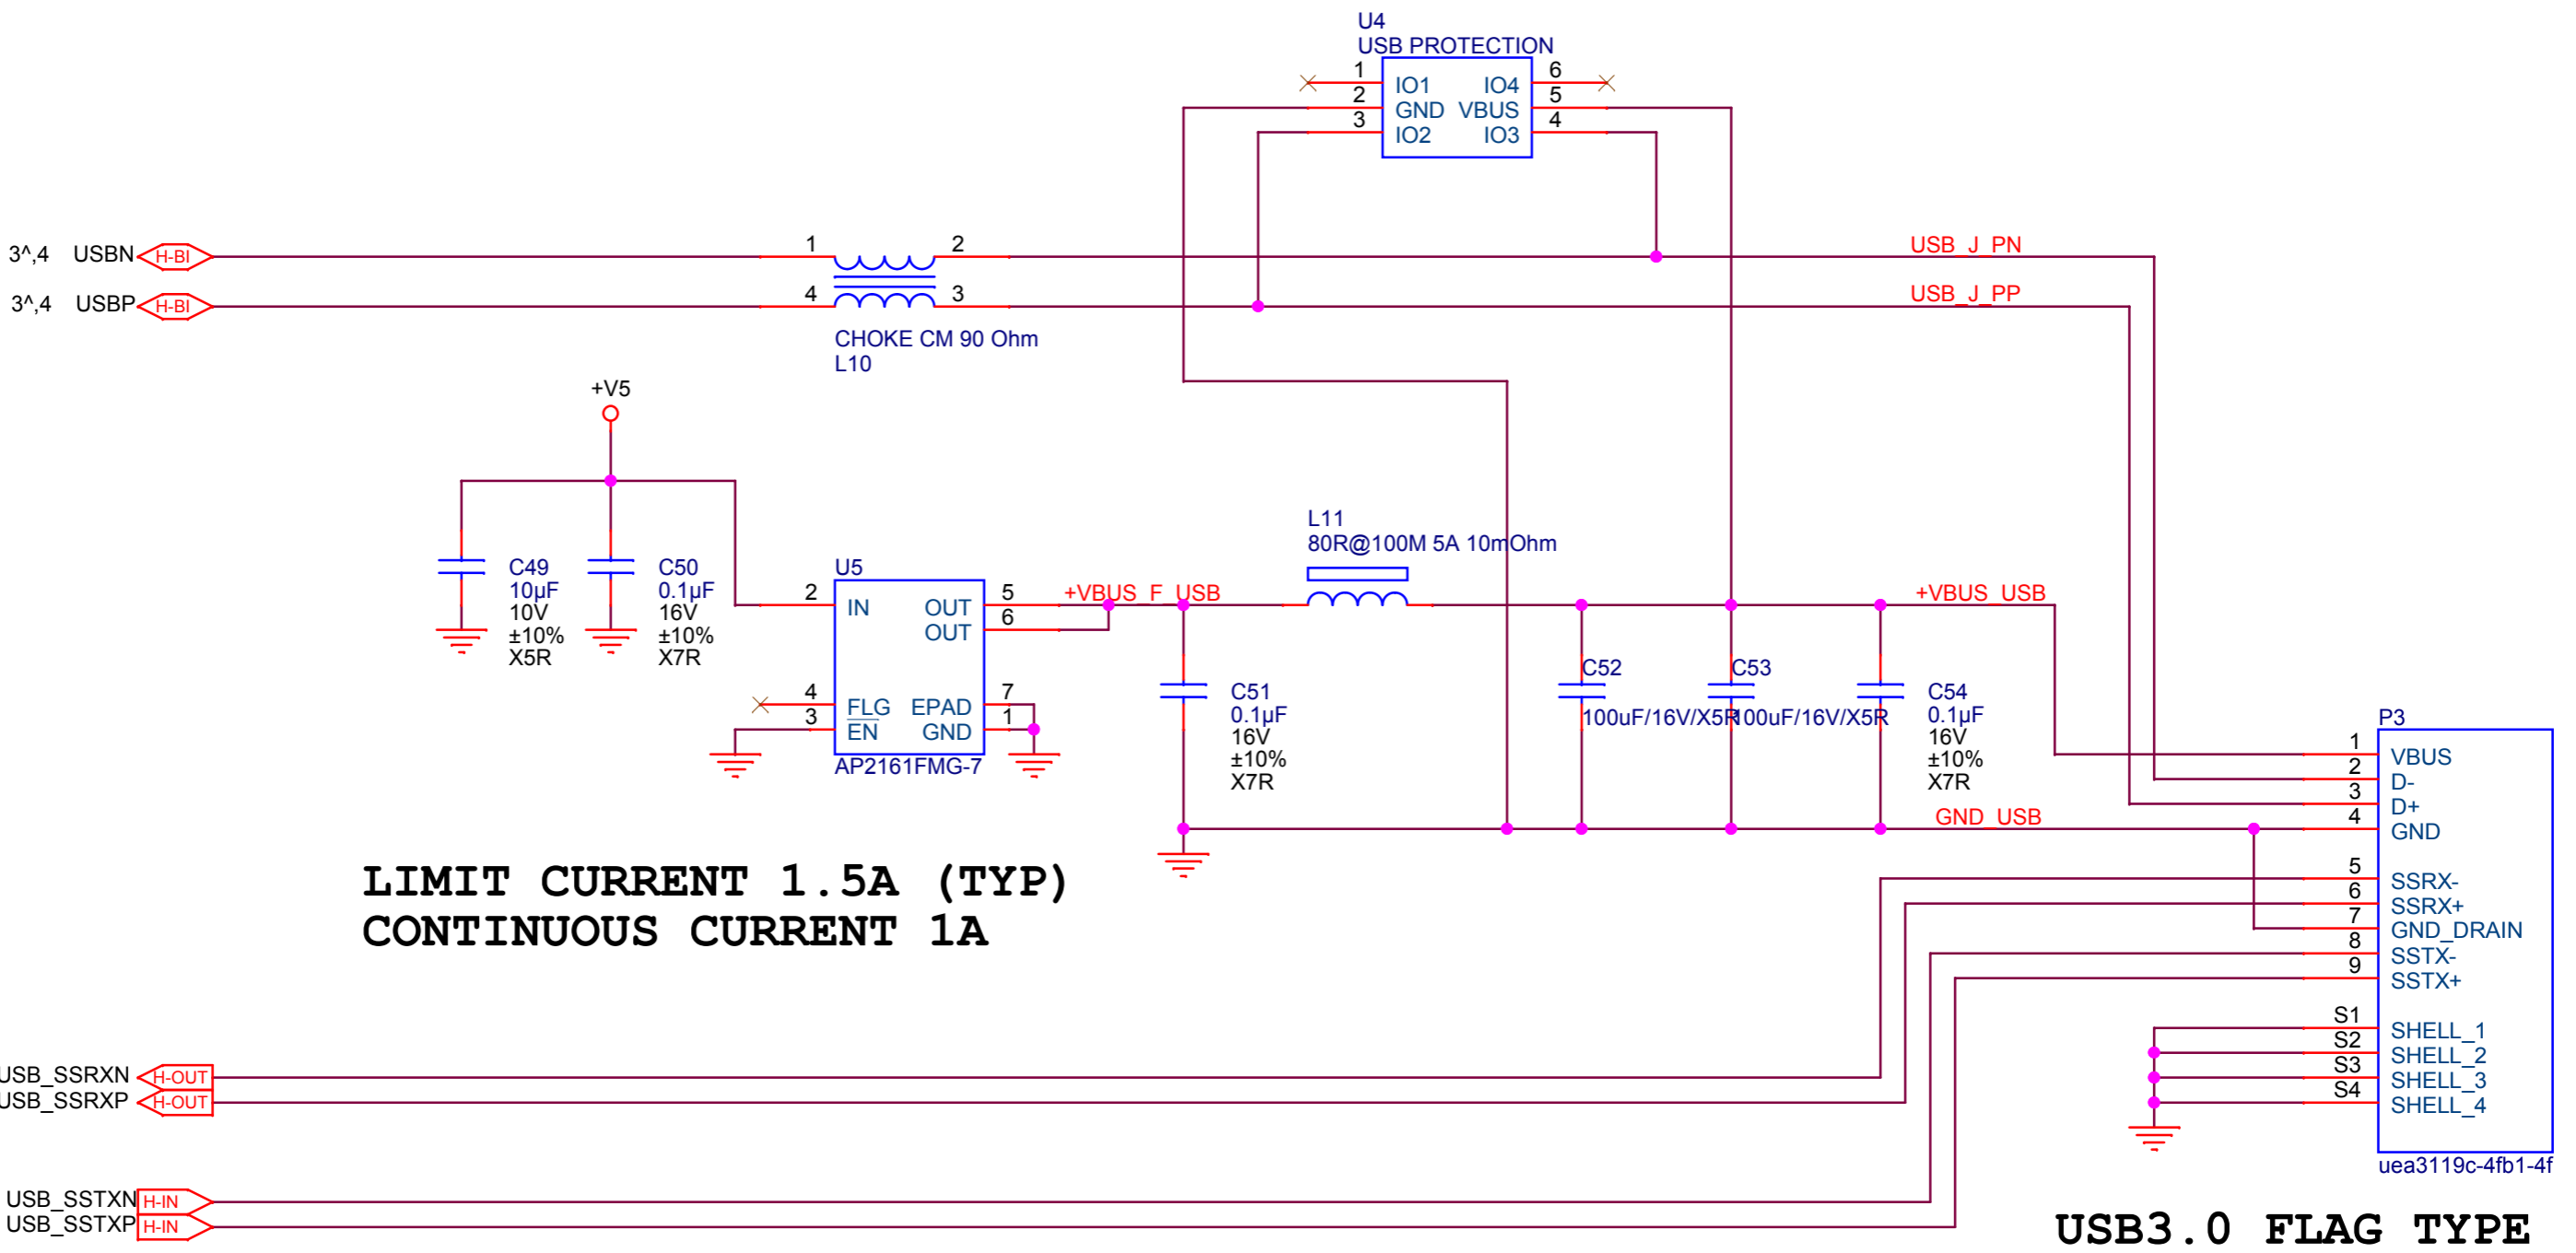 U4
USB PROTECTION
1 IO1 IO4 6
2 GND VBUS 5
3 IO2 IO3 4
3^,4 USBN H-BI 1 2 USB_J_PN
3^,4 USBP H-BI 4 3 USB_J_PP
CHOKE CM 90 Ohm
L10
+V5
C49
10µF
10V
±10%
X5R
C50
0.1µF
16V
±10%
X7R
U5
2 IN OUT 5
OUT 6
4 FLG EPAD 7
3 EN GND 1
AP2161FMG-7
+VBUS_F_USB
L11
80R@100M 5A 10mOhm
+VBUS_USB
C51
0.1µF
16V
±10%
X7R
C52
100uF/16V/X5R
C53
100uF/16V/X5R
C54
0.1µF
16V
±10%
X7R
GND_USB
P3
1 VBUS
2 D-
3 D+
4 GND
5 SSRX-
6 SSRX+
7 GND_DRAIN
8 SSTX-
9 SSTX+
S1 SHELL_1
S2 SHELL_2
S3 SHELL_3
S4 SHELL_4
uea3119c-4fb1-4f
LIMIT CURRENT 1.5A (TYP)
CONTINUOUS CURRENT 1A
USB_SSRXN H-OUT
USB_SSRXP H-OUT
USB_SSTXN H-IN
USB_SSTXP H-IN
USB3.0 FLAG TYPE